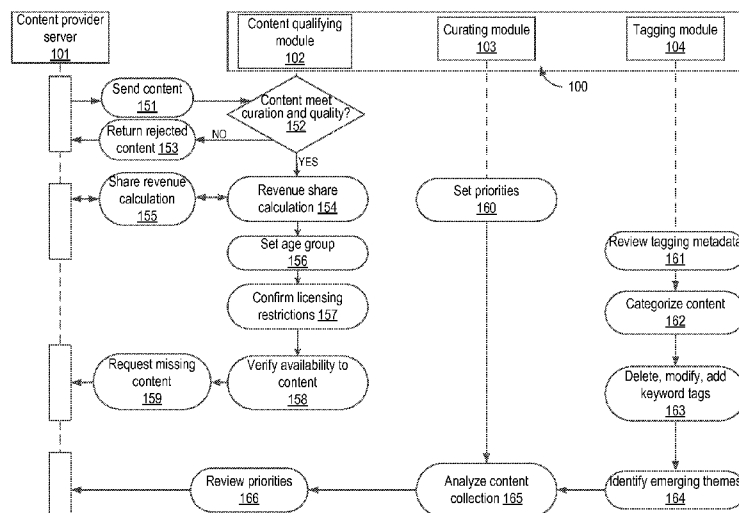 Content provider
server
101
Content qualifying
module
102
Curating module
103
Tagging module
104
100
Send content
151
Content meet
curation and quality?
152
Return rejected
content 153
NO
YES
Share revenue
calculation
155
Revenue share
calculation 154
Set priorities
160
Set age group
156
Review tagging metadata
161
Confirm licensing
restrictions 157
Categorize content
162
Request missing
content
159
Verify availability to
content
158
Delete, modify, add
keyword tags
163
Review priorities
166
Analyze content
collection 165
Identify emerging themes
164